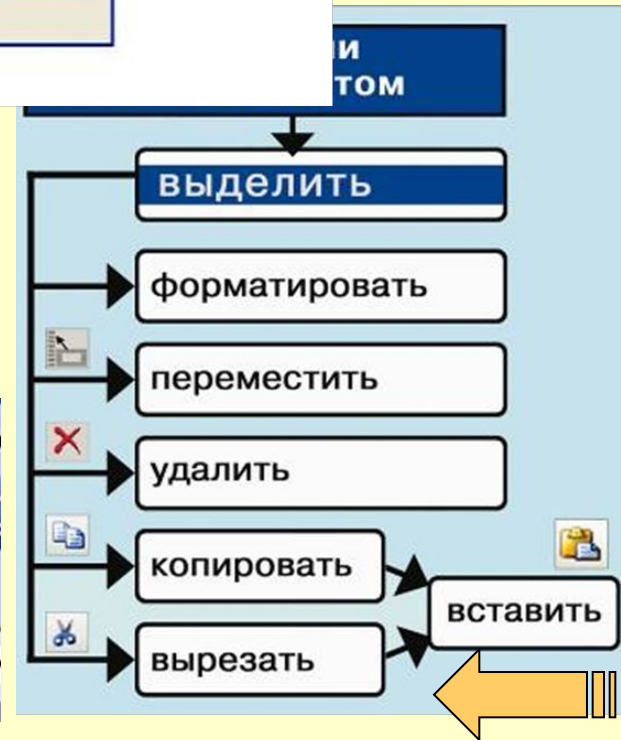 том
выделить
форматировать
переместить
удалить
копировать
вставить
вырезать